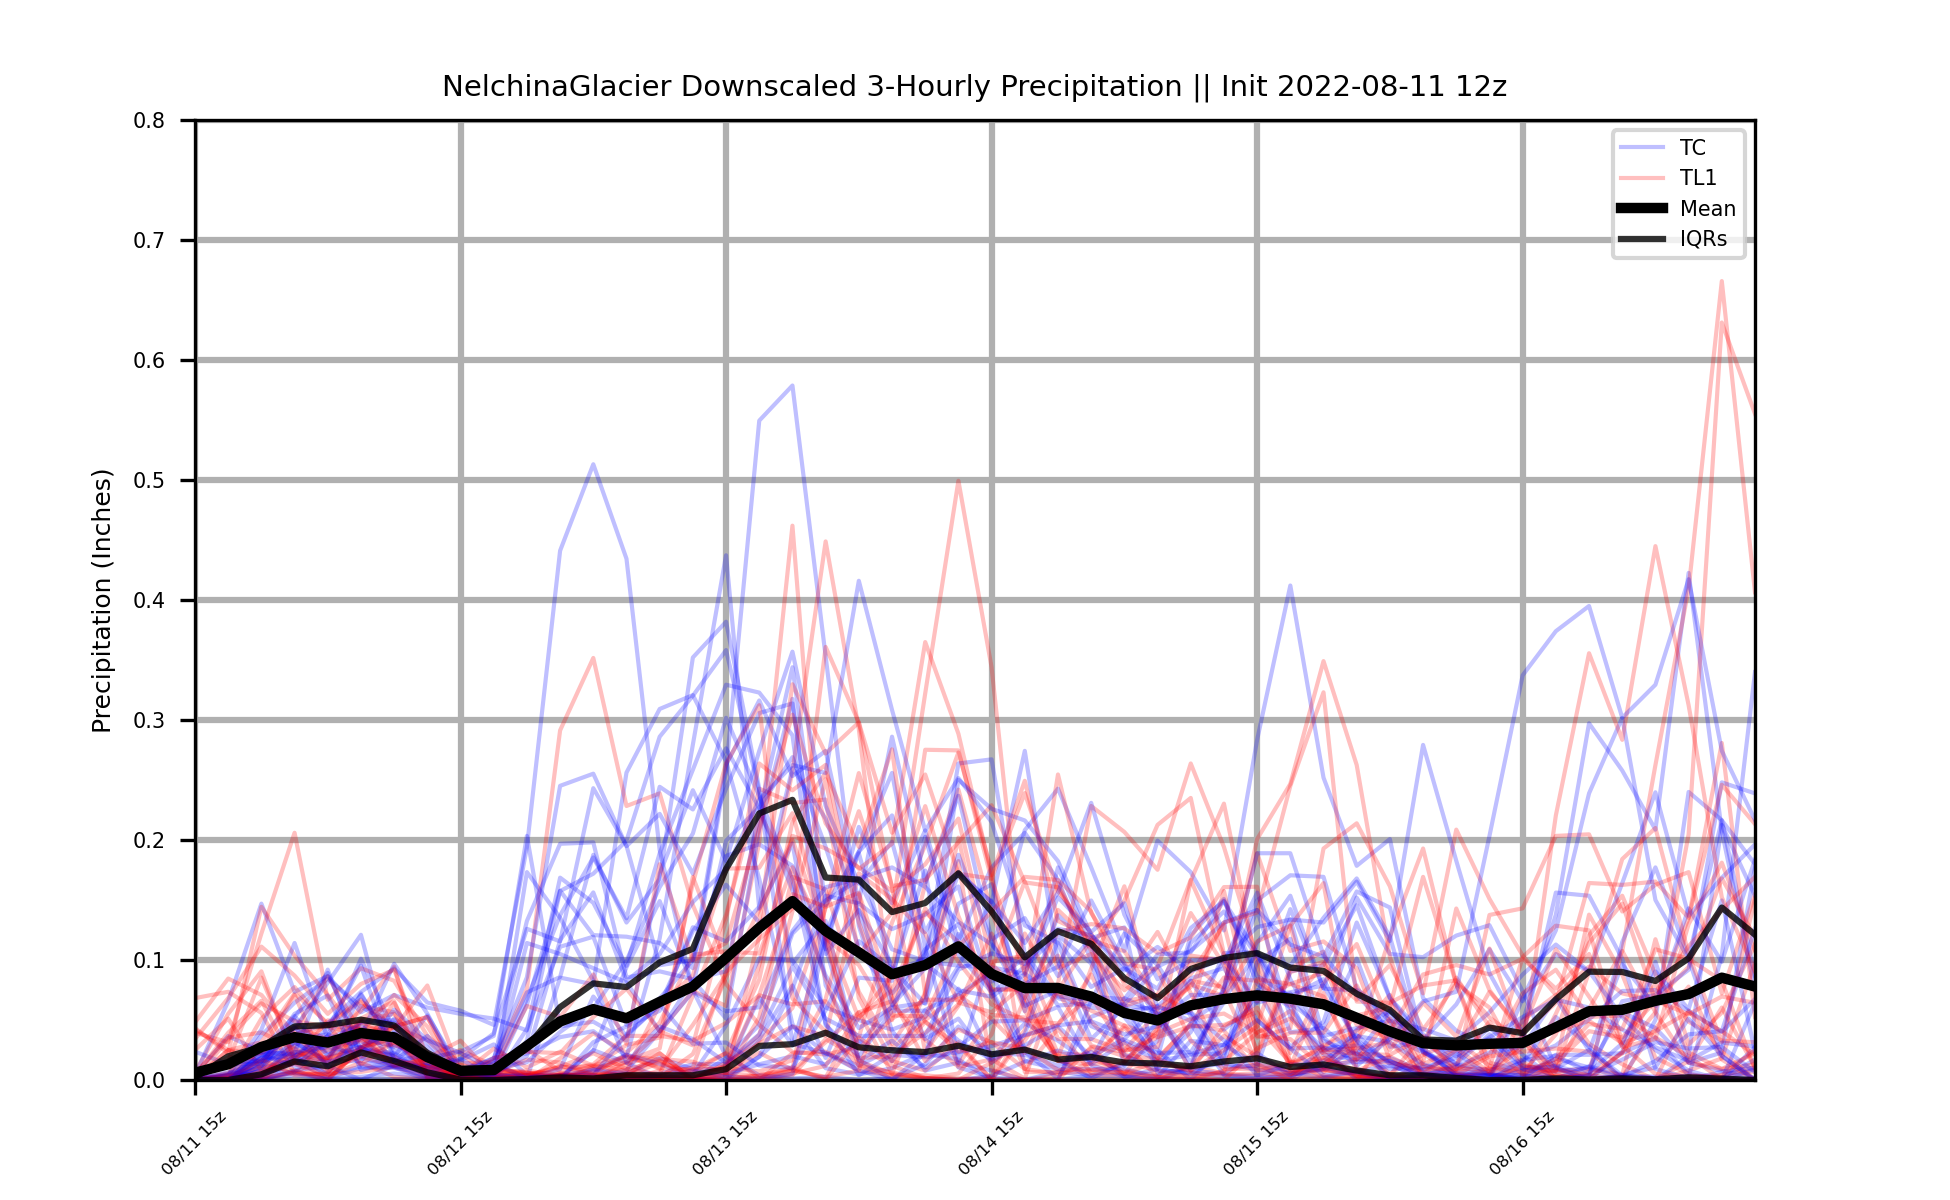 NelchinaGlacier Downscaled 3-Hourly Precipitation || Init 2022-08-11 12z
Precipitation (Inches)
0.8
0.7
0.6
0.5
0.4
0.3
0.2
0.1
0.0
TC
TL1
Mean
IQRs
08/11 15z
08/12 15z
08/13 15z
08/14 15z
08/15 15z
08/16 15z